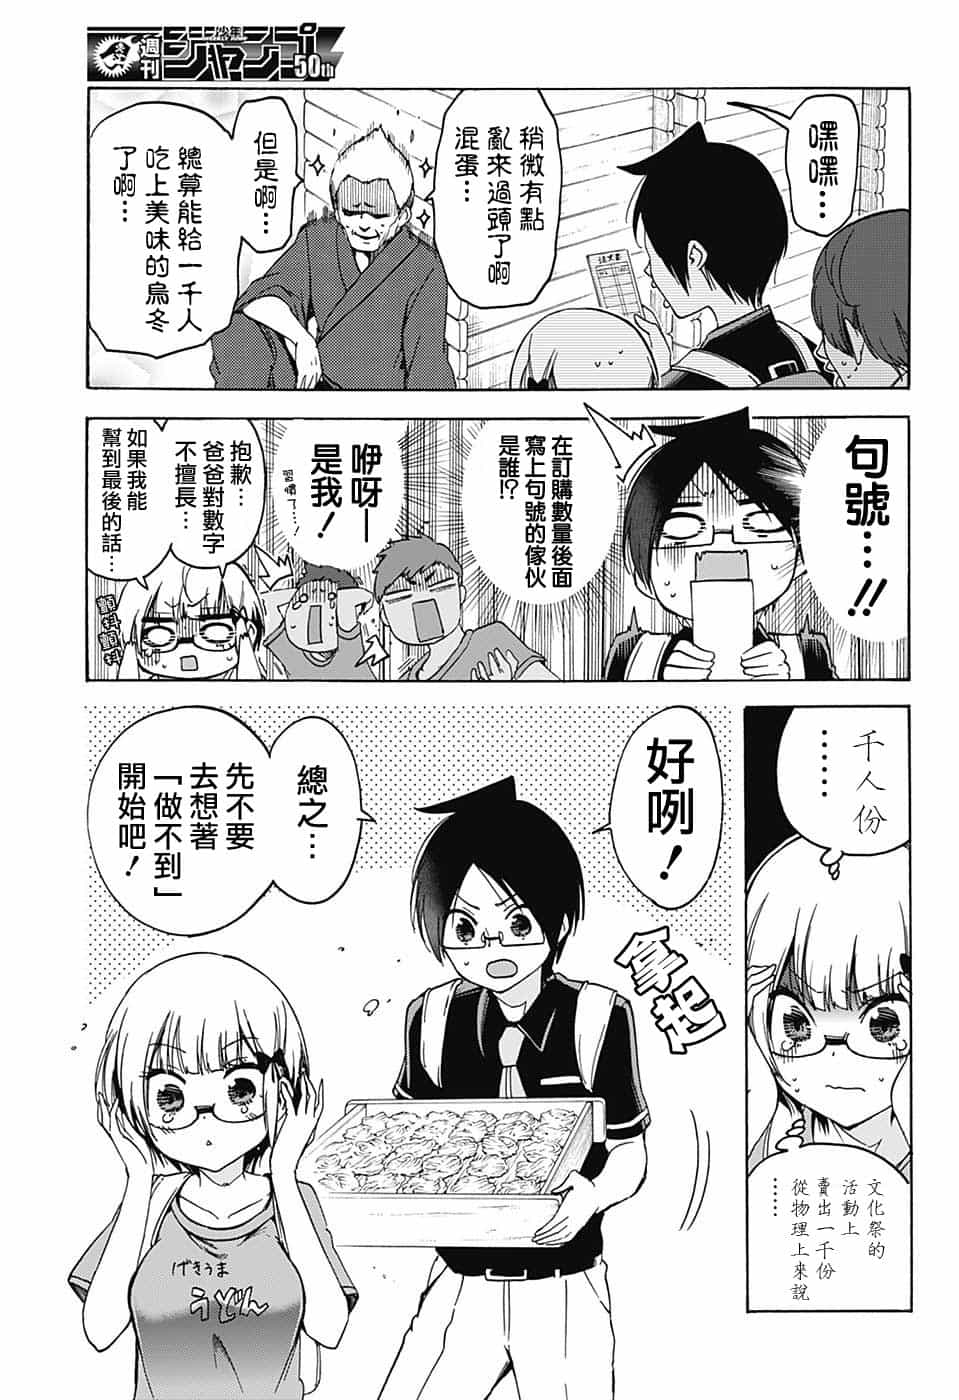 週刊
少年
ジャンプ
50th
嘿嘿…
注文書
稍微有點
亂來過頭了啊
混蛋…
但是啊…
總算能給一千人
吃上美味的烏冬
了啊…
句號…!!
在訂購數量後面
寫上句號的傢伙
是誰!?
咿呀—
是我!
習慣了……
抱歉…
爸爸對數字
不擅長…
如果我能
幫到最後的話…
顫抖顫抖
千人份
……
文化祭的
活動上
賣出一千份
從物理上來說
……
好咧!
拿起
總之…
先不要
去想著
「做不到」
開始吧!
げきうま
うどん